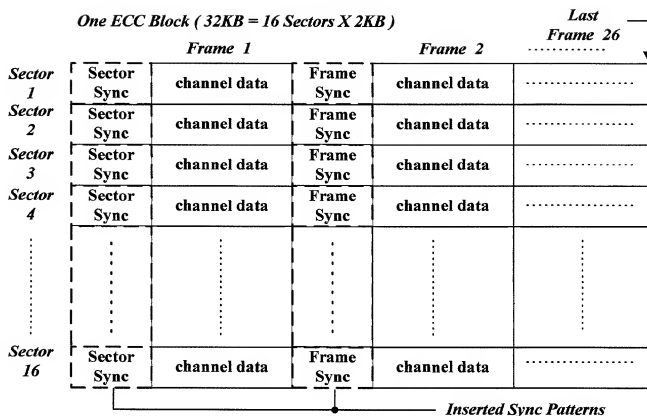 One ECC Block ( 32KB = 16 Sectors X 2KB )
Last
Frame 26
Frame 1
Frame 2
Sector
1
Sector
Sync
channel data
Frame
Sync
channel data
Sector
2
Sector
Sync
channel data
Frame
Sync
channel data
Sector
3
Sector
Sync
channel data
Frame
Sync
channel data
Sector
4
Sector
Sync
channel data
Frame
Sync
channel data
Sector
16
Sector
Sync
channel data
Frame
Sync
channel data
Inserted Sync Patterns